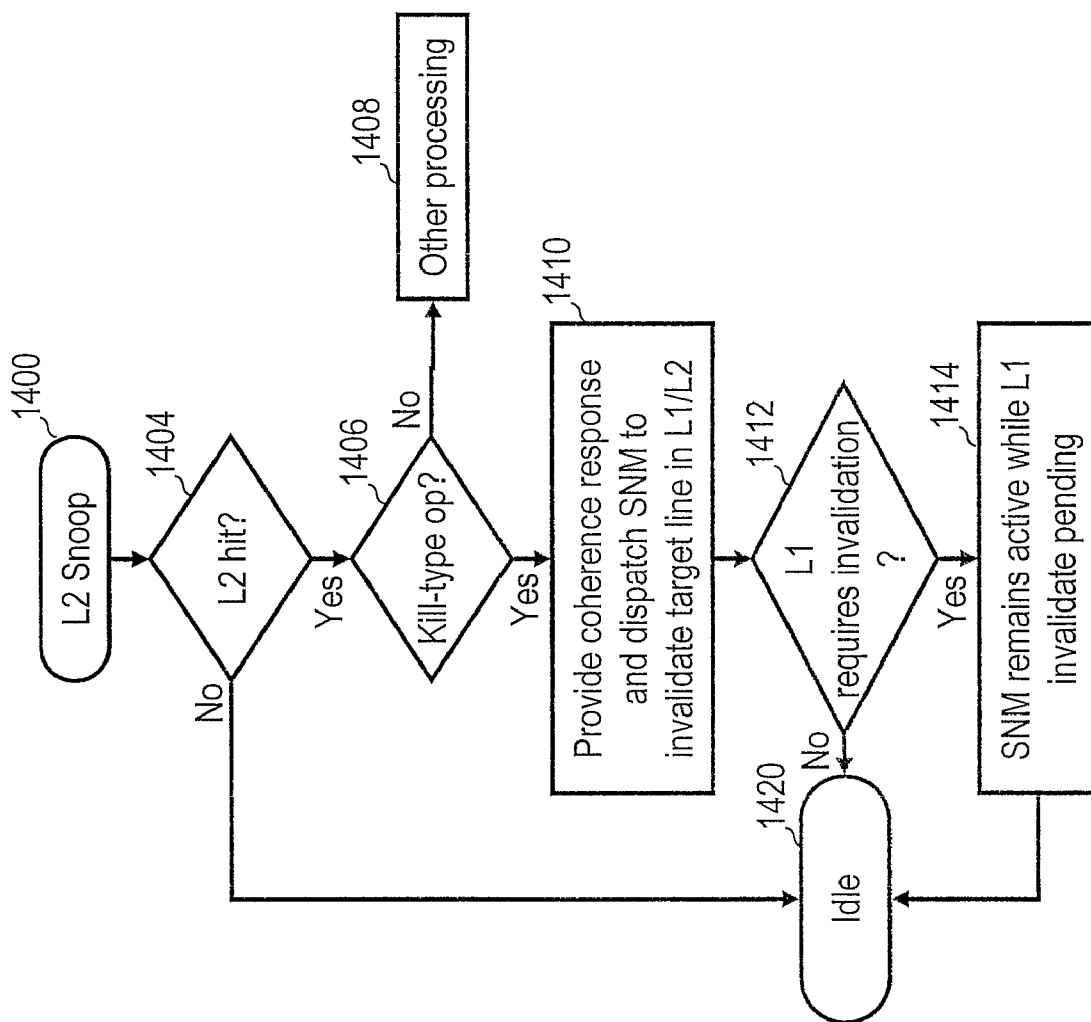 1400
L2 Snoop
1404
L2 hit?
No
Yes
1406
Kill-type op?
No
Yes
1408
Other processing
1410
Provide coherence response
and dispatch SNM to
invalidate target line in L1/L2
1412
L1
requires invalidation
?
No
Yes
1420
Idle
1414
SNM remains active while L1
invalidate pending